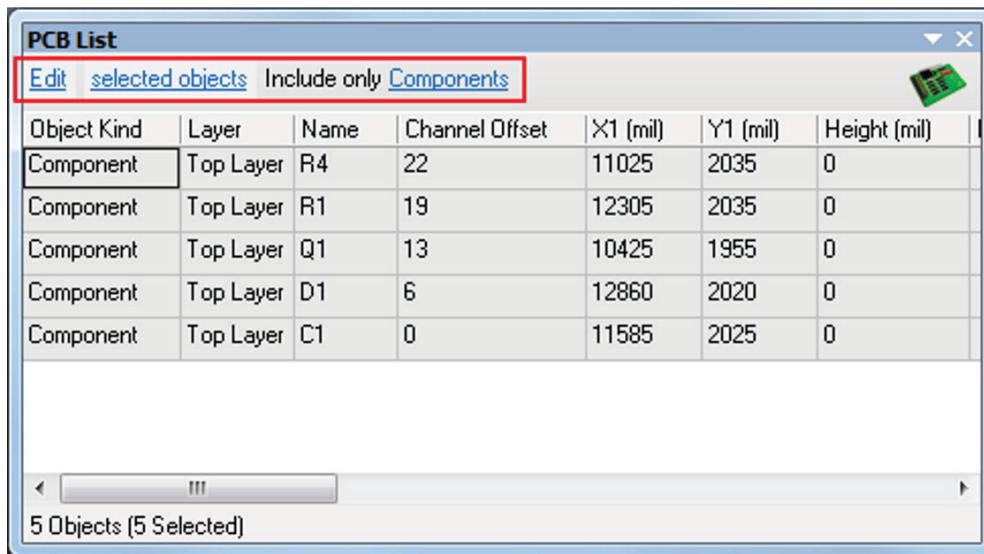 PCB List
Edit selected objects Include only Components
Object Kind Layer Name Channel Offset X1 (mil) Y1 (mil) Height (mil)
Component Top Layer R4 22 11025 2035 0
Component Top Layer R1 19 12305 2035 0
Component Top Layer Q1 13 10425 1955 0
Component Top Layer D1 6 12860 2020 0
Component Top Layer C1 0 11585 2025 0
5 Objects (5 Selected)